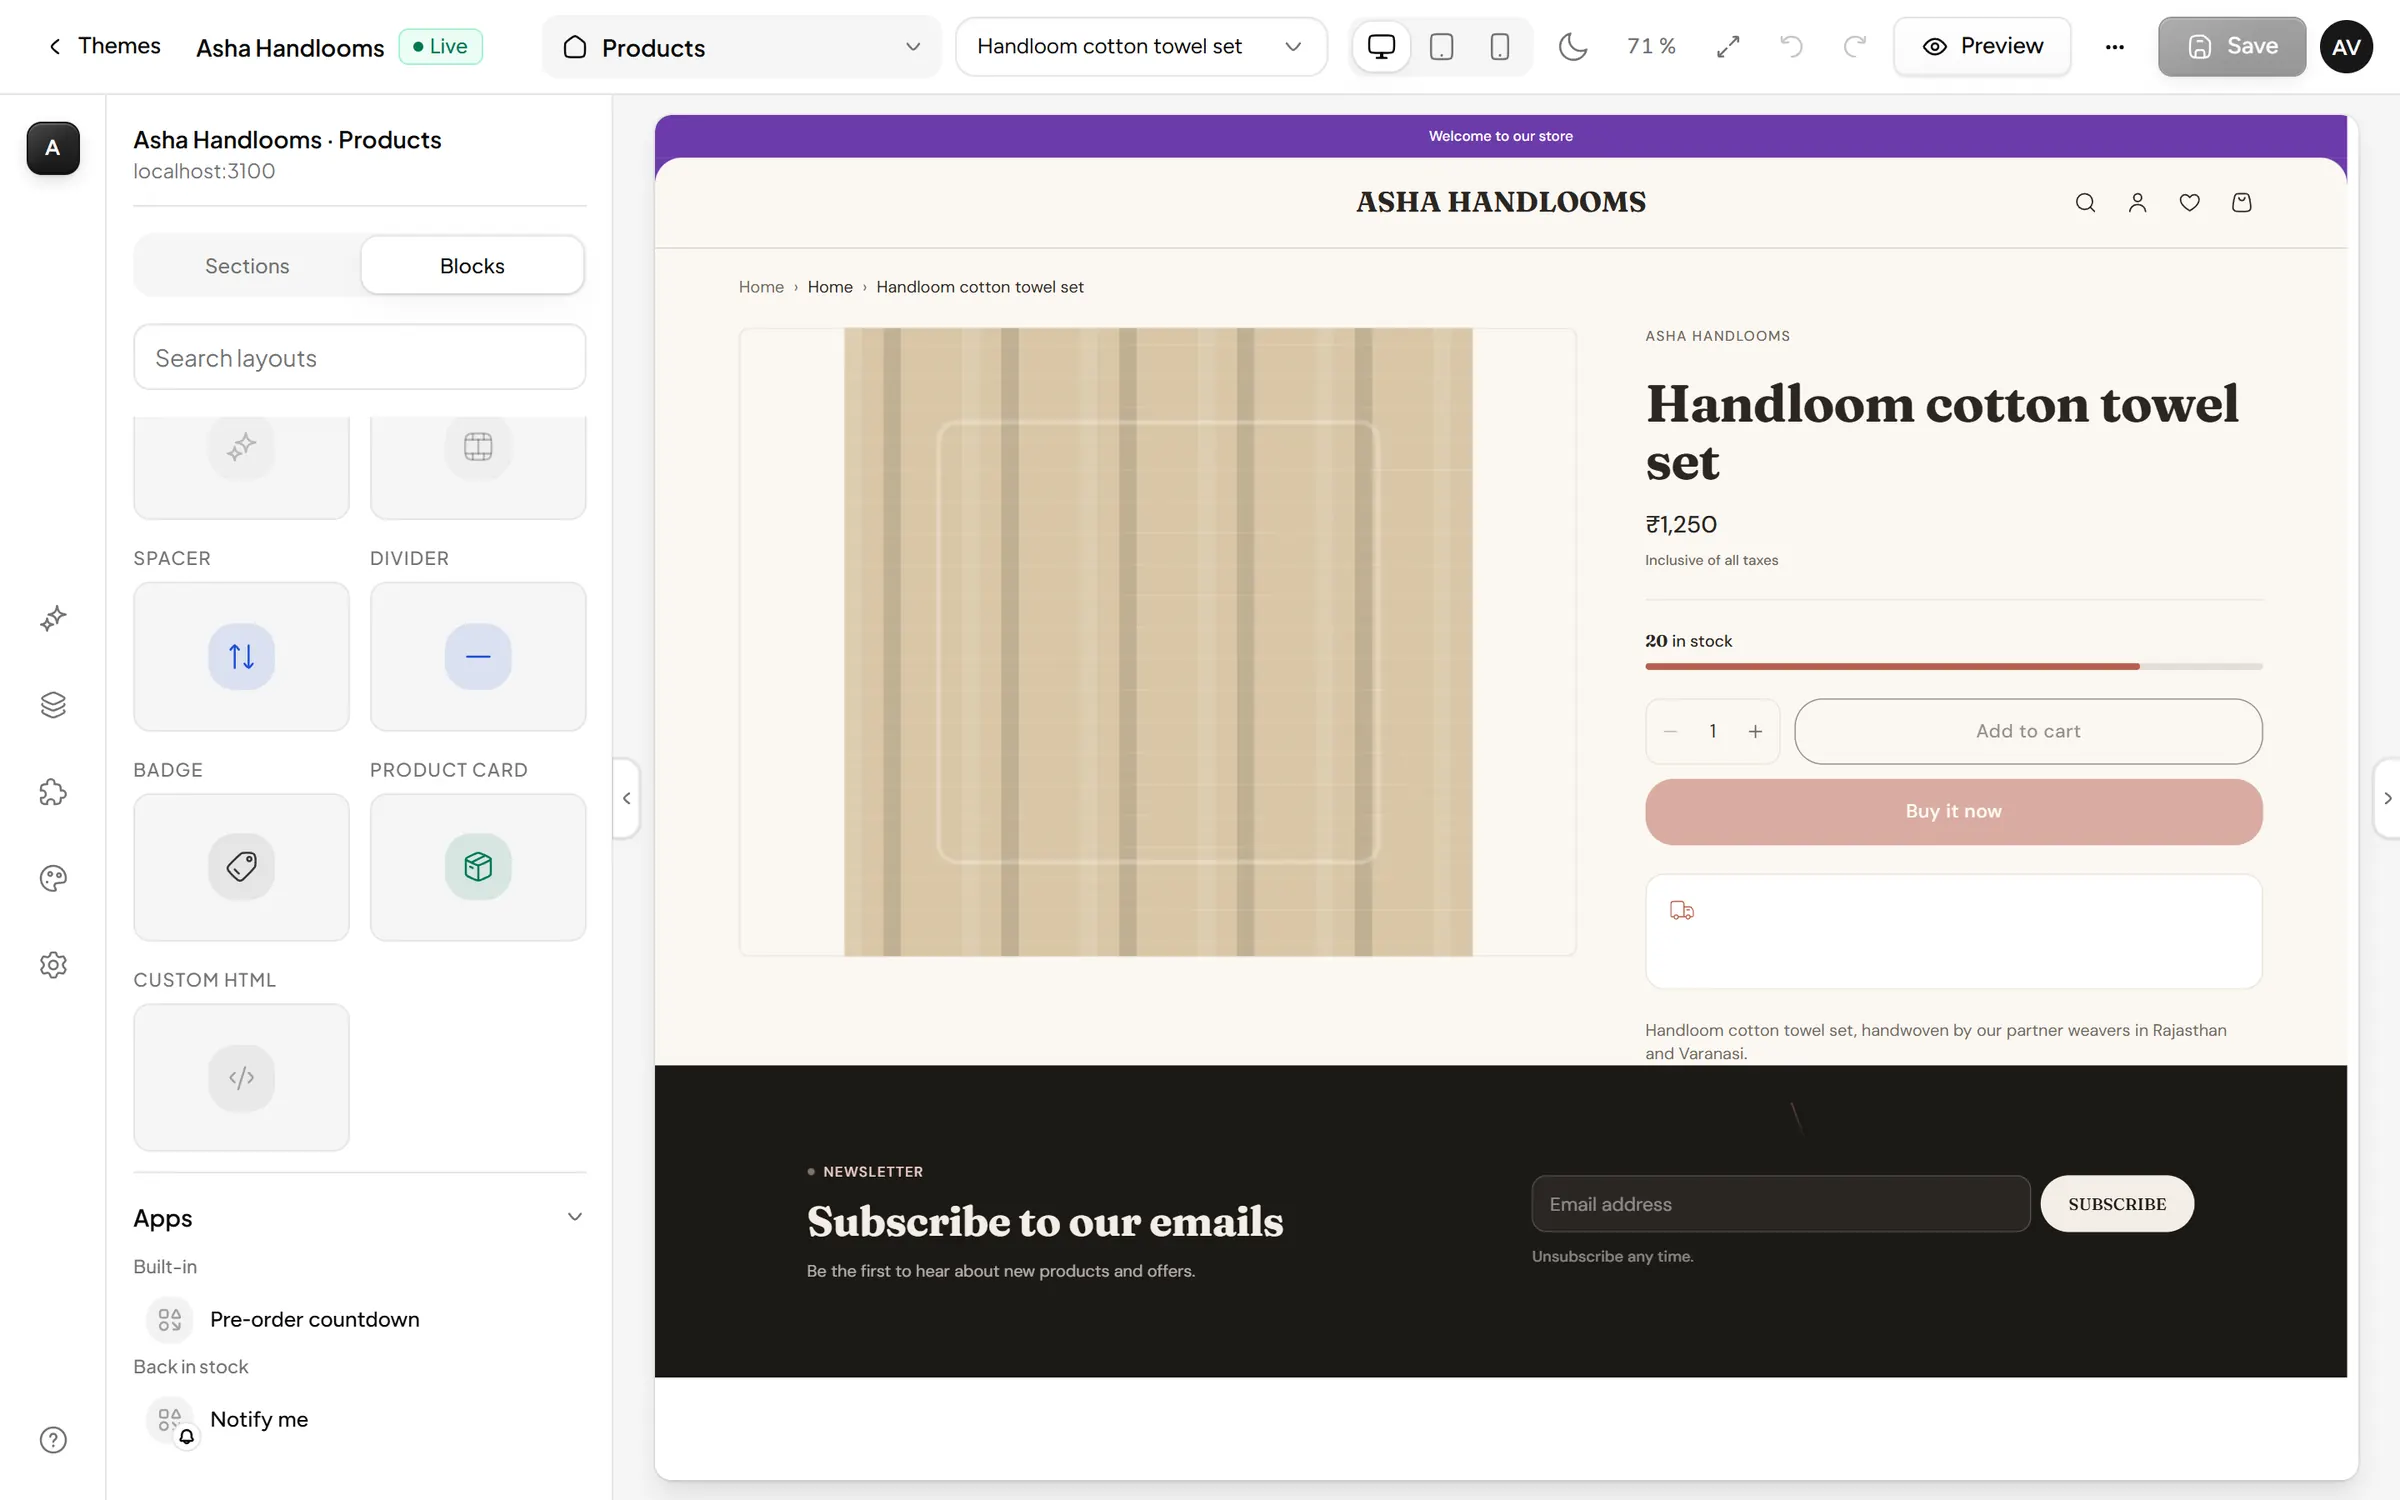 Themes
Asha Handlooms
Live
Products
Handloom cotton towel set
71 %
Preview
Save
AV
A
Asha Handlooms · Products
localhost:3100
Sections
Blocks
Search layouts
SPACER
DIVIDER
BADGE
PRODUCT CARD
CUSTOM HTML
Apps
Built-in
Pre-order countdown
Back in stock
Notify me
Welcome to our store
ASHA HANDLOOMS
Home › Home › Handloom cotton towel set
ASHA HANDLOOMS
Handloom cotton towel
set
₹1,250
Inclusive of all taxes
20 in stock
1
Add to cart
Buy it now
Handloom cotton towel set, handwoven by our partner weavers in Rajasthan
and Varanasi.
NEWSLETTER
Subscribe to our emails
Be the first to hear about new products and offers.
Email address
SUBSCRIBE
Unsubscribe any time.